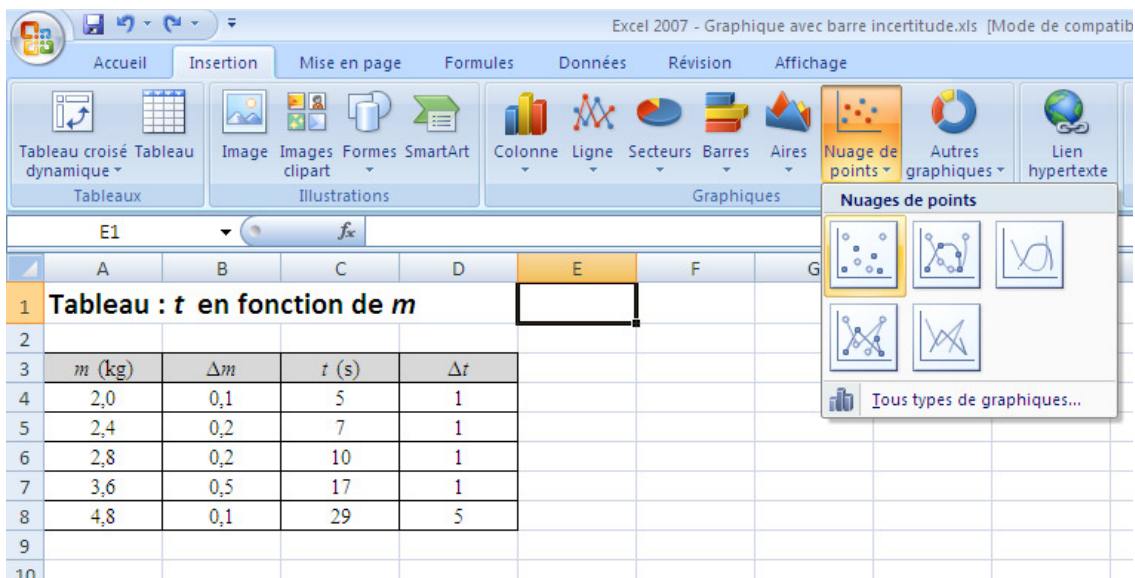 Excel 2007 - Graphique avec barre incertitude.xls [Mode de compatib
Accueil Insertion Mise en page Formules Données Révision Affichage
Tableau croisé dynamique
Tableau
Image
Images clipart
Formes
SmartArt
Colonne
Ligne
Secteurs
Barres
Aires
Nuage de points
Autres graphiques
Lien hypertexte
Tableaux Illustrations Graphiques
Nuages de points
Tous types de graphiques...
E1 fx
A B C D E F G
1 Tableau : t en fonction de m
2
3 m (kg) Δm t (s) Δt
4 2,0 0,1 5 1
5 2,4 0,2 7 1
6 2,8 0,2 10 1
7 3,6 0,5 17 1
8 4,8 0,1 29 5
9
10